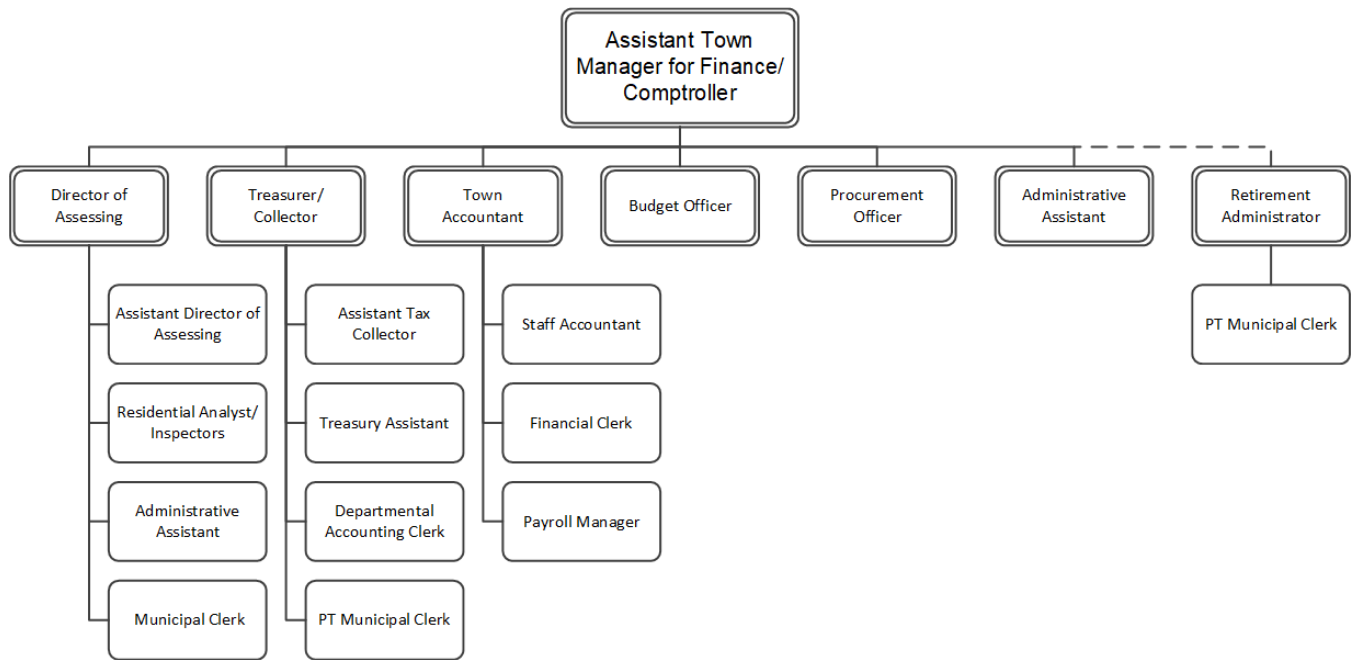 Assistant Town
Manager for Finance/
Comptroller
Director of
Assessing
Treasurer/
Collector
Town
Accountant
Budget Officer
Procurement
Officer
Administrative
Assistant
Retirement
Administrator
Assistant Director of
Assessing
Assistant Tax
Collector
Staff Accountant
PT Municipal Clerk
Residential Analyst/
Inspectors
Treasury Assistant
Financial Clerk
Administrative
Assistant
Departmental
Accounting Clerk
Payroll Manager
Municipal Clerk
PT Municipal Clerk